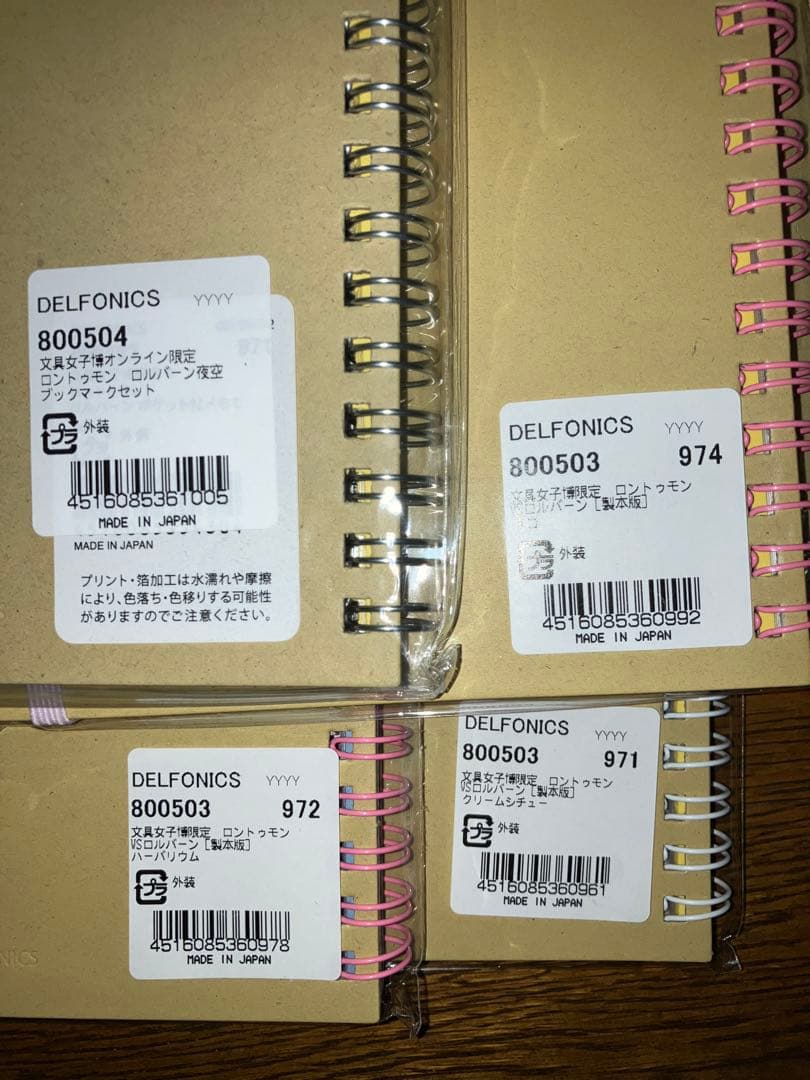 DELFONICS YYYY
800504
文具女子博オンライン限定
ロントゥモン ロルバーン夜空
ブックマークセット
プラ 外装
4516085361005
MADE IN JAPAN
MADE IN JAPAN
プリント・箔加工は水濡れや摩擦
により、色落ち・色移りする可能性
がありますのでご注意ください。
DELFONICS YYYY
800503 974
文具女子博限定 ロントゥモン
VSロルバーン [製本版]
プラ 外装
4516085360992
MADE IN JAPAN
DELFONICS YYYY
800503 972
文具女子博限定 ロントゥモン
VSロルバーン [製本版]
ハーバリウム
プラ 外装
4516085360978
MADE IN JAPAN
DELFONICS YYYY
800503 971
文具女子博限定 ロントゥモン
VSロルバーン [製本版]
クリームシチュー
プラ 外装
4516085360961
MADE IN JAPAN
NICS